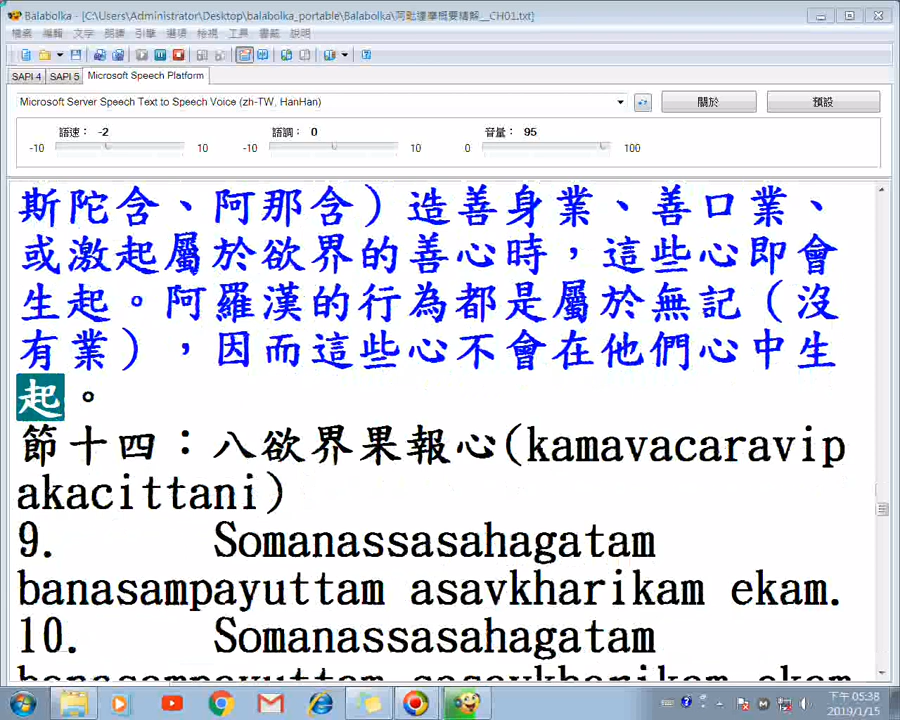 Balabolka - [C:\Users\Administrator\Desktop\balabolka_portable\Balabolka\阿毗達摩概要精解__CH01.txt]
檔案 編輯 文字 朗讀 引擎 選項 檢視 工具 書籤 說明
SAPI 4 SAPI 5 Microsoft Speech Platform
Microsoft Server Speech Text to Speech Voice (zh-TW, HanHan) 關於 預設
語速： -2 語調： 0 音量： 95
-10 10 -10 10 0 100
斯陀含、阿那含）造善身業、善口業、
或激起屬於欲界的善心時，這些心即會
生起。阿羅漢的行為都是屬於無記（沒
有業），因而這些心不會在他們心中生
起。
節十四：八欲界果報心(kamavacaravip
akacittani)
9. Somanassasahagatam
banasampayuttam asavkharikam ekam.
10. Somanassasahagatam
banasampayuttam sasavkharikam ekam
下午 05:38
2019/1/15